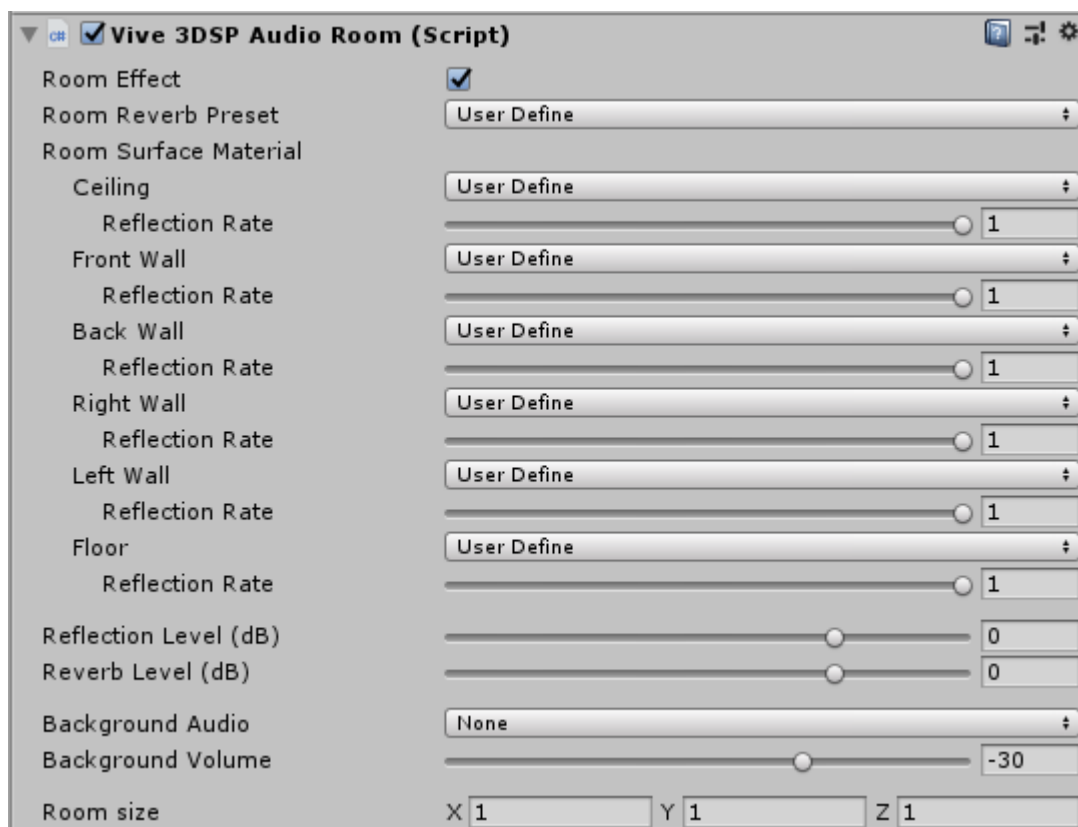 c# Vive 3DSP Audio Room (Script) ?
Room Effect
Room Reverb Preset User Define
Room Surface Material
Ceiling User Define
Reflection Rate 1
Front Wall User Define
Reflection Rate 1
Back Wall User Define
Reflection Rate 1
Right Wall User Define
Reflection Rate 1
Left Wall User Define
Reflection Rate 1
Floor User Define
Reflection Rate 1
Reflection Level (dB) 0
Reverb Level (dB) 0
Background Audio None
Background Volume -30
Room size X 1 Y 1 Z 1